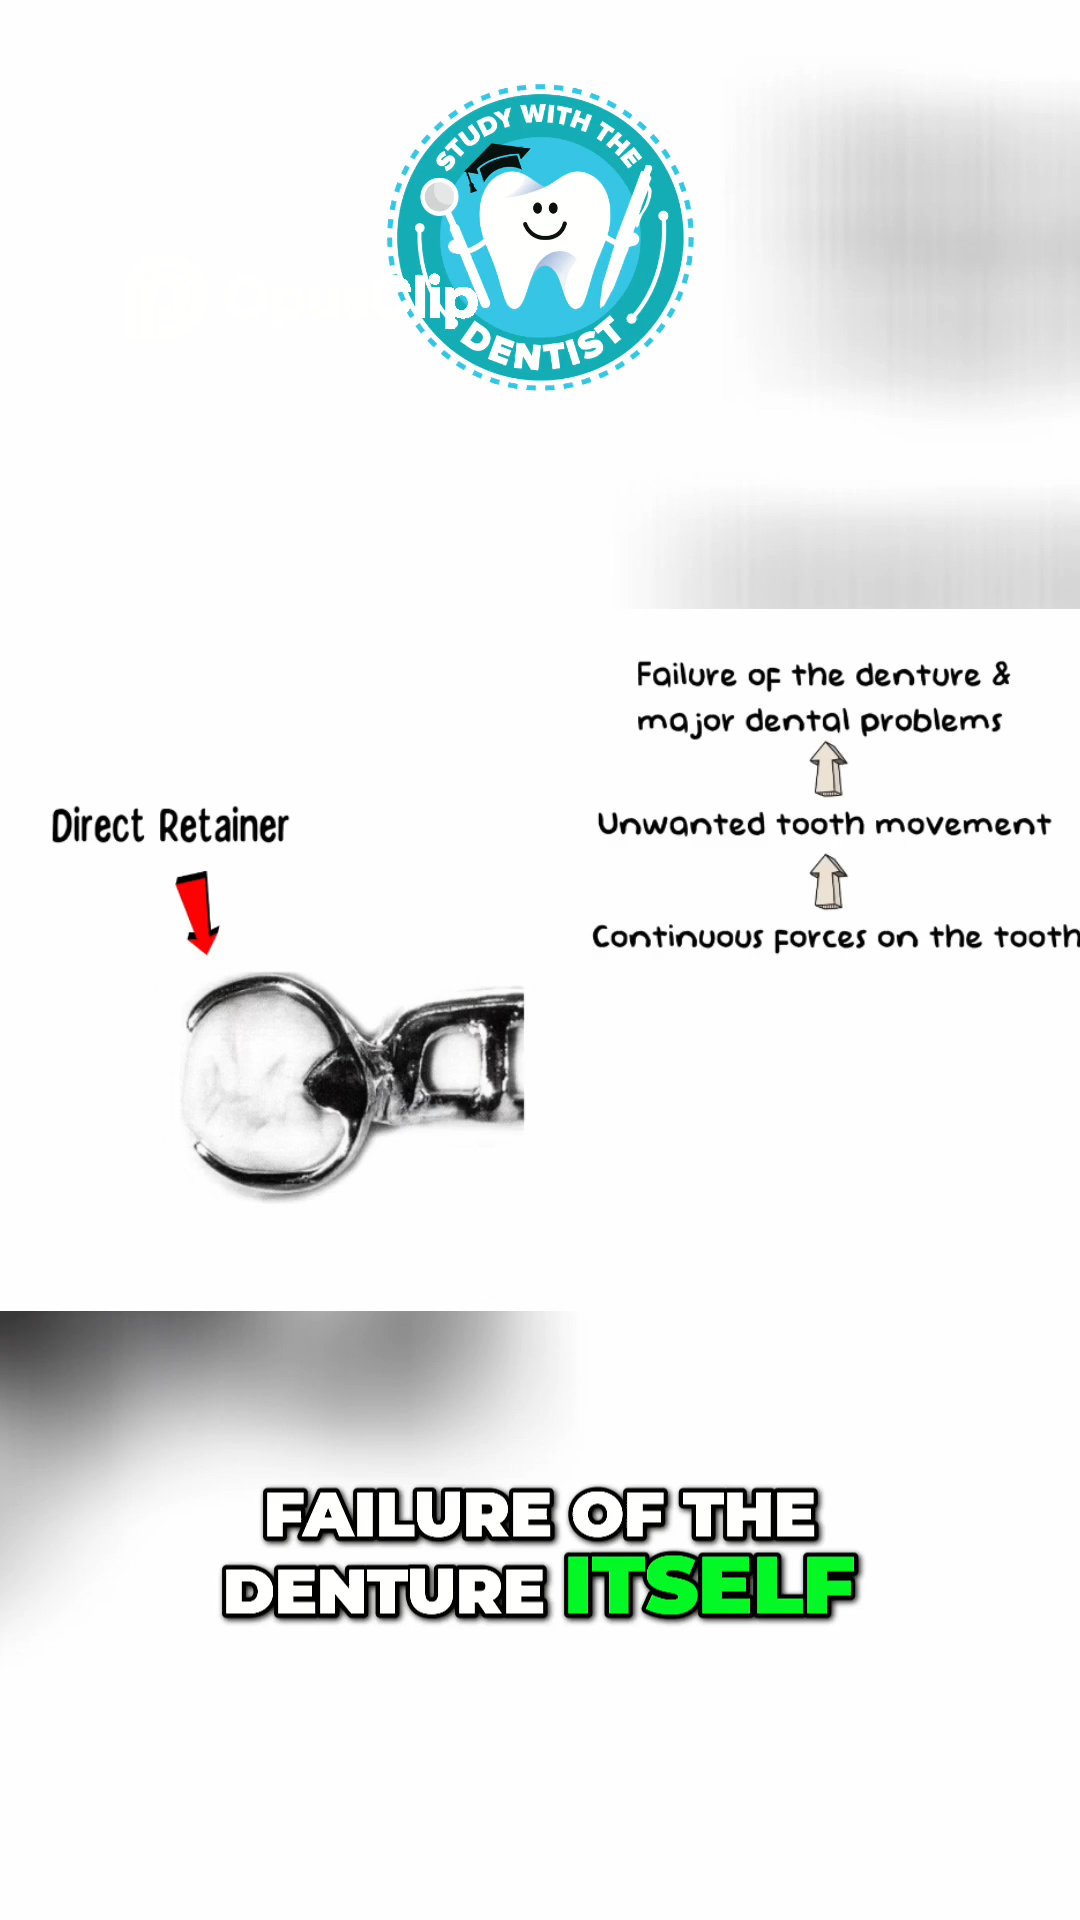 STUDY WITH THE
DENTIST
lip
Failure of the denture &
major dental problems
Unwanted tooth movement
Continuous forces on the tooth
Direct Retainer
FAILURE OF THE
DENTURE ITSELF